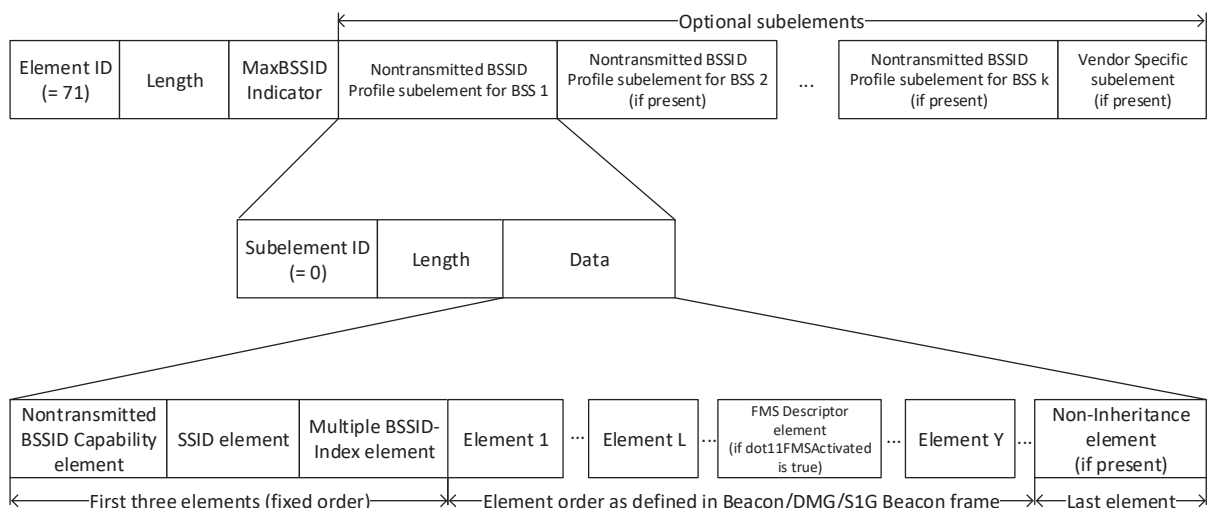 Optional subelements
Element ID
(= 71)
Length
MaxBSSID
Indicator
Nontransmitted BSSID
Profile subelement for BSS 1
Nontransmitted BSSID
Profile subelement for BSS 2
(if present)
...
Nontransmitted BSSID
Profile subelement for BSS k
(if present)
Vendor Specific
subelement
(if present)
Subelement ID
(= 0)
Length
Data
Nontransmitted
BSSID Capability
element
SSID element
Multiple BSSID-
Index element
Element 1
...
Element L
...
FMS Descriptor
element
(if dot11FMSActivated
is true)
...
Element Y
...
Non-Inheritance
element
(if present)
First three elements (fixed order)
Element order as defined in Beacon/DMG/S1G Beacon frame
Last element